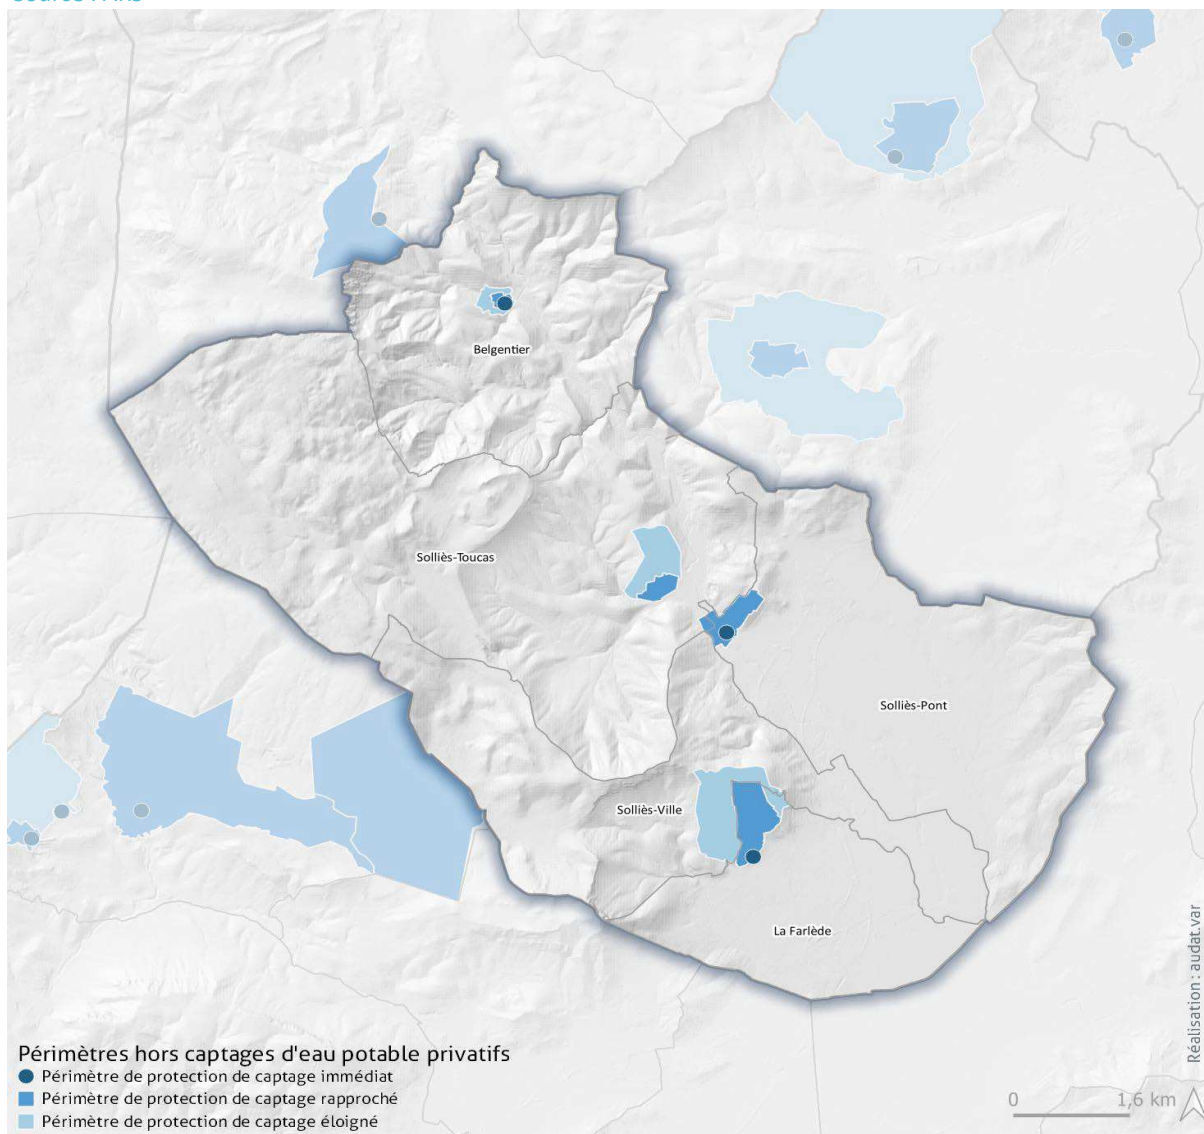 Belgentier
Solliès-Toucas
Solliès-Pont
Solliès-Ville
La Farlède
Réalisation : audat.var
Périmètres hors captages d'eau potable privatifs
Périmètre de protection de captage immédiat
Périmètre de protection de captage rapproché
Périmètre de protection de captage éloigné
0 1,6 km